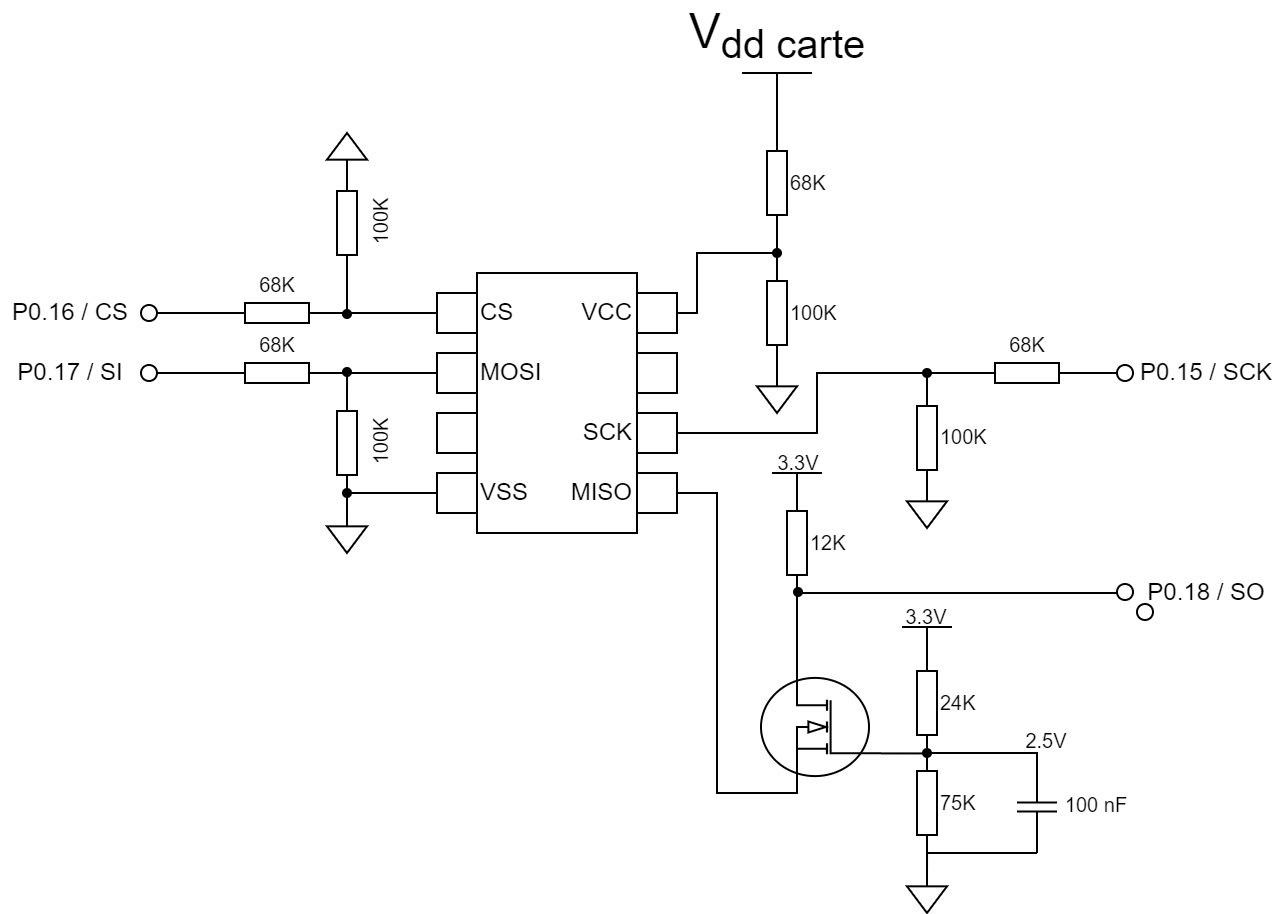 Vdd carte
68K
100K
100K
68K
P0.16 / CS
CS
VCC
68K
P0.17 / SI
MOSI
100K
68K
P0.15 / SCK
SCK
100K
100K
3.3V
VSS
MISO
12K
P0.18 / SO
3.3V
24K
2.5V
75K
100 nF